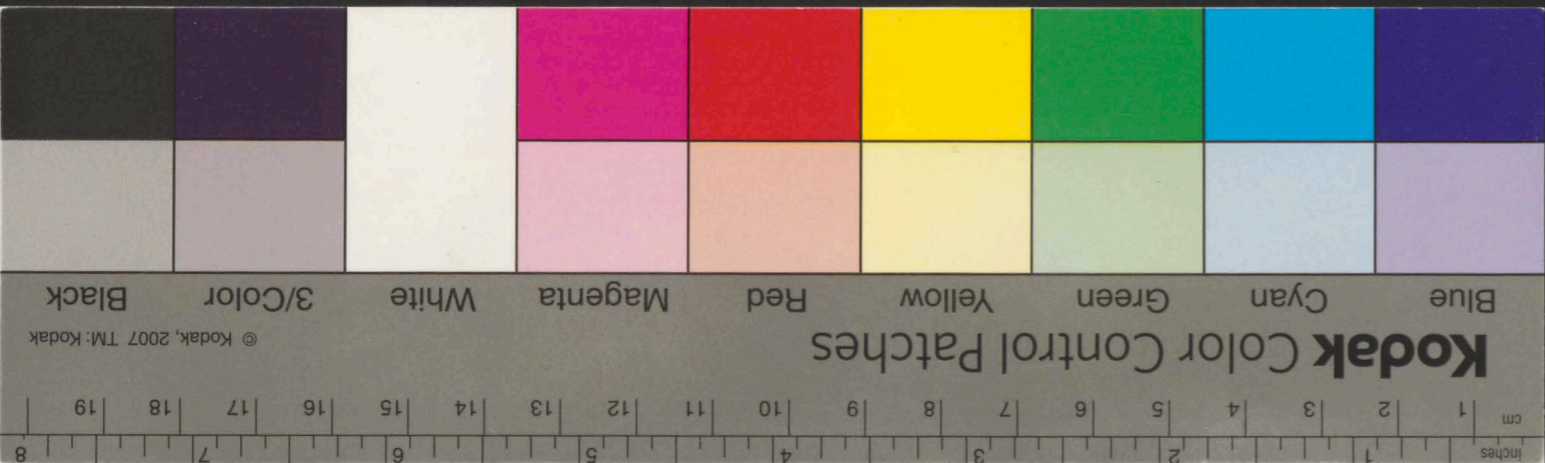 inches 1 2 3 4 5 6 7 8
cm 1 2 3 4 5 6 7 8 9 10 11 12 13 14 15 16 17 18 19
Kodak Color Control Patches
© Kodak, 2007 TM: Kodak
Blue Cyan Green Yellow Red Magenta White 3/Color Black